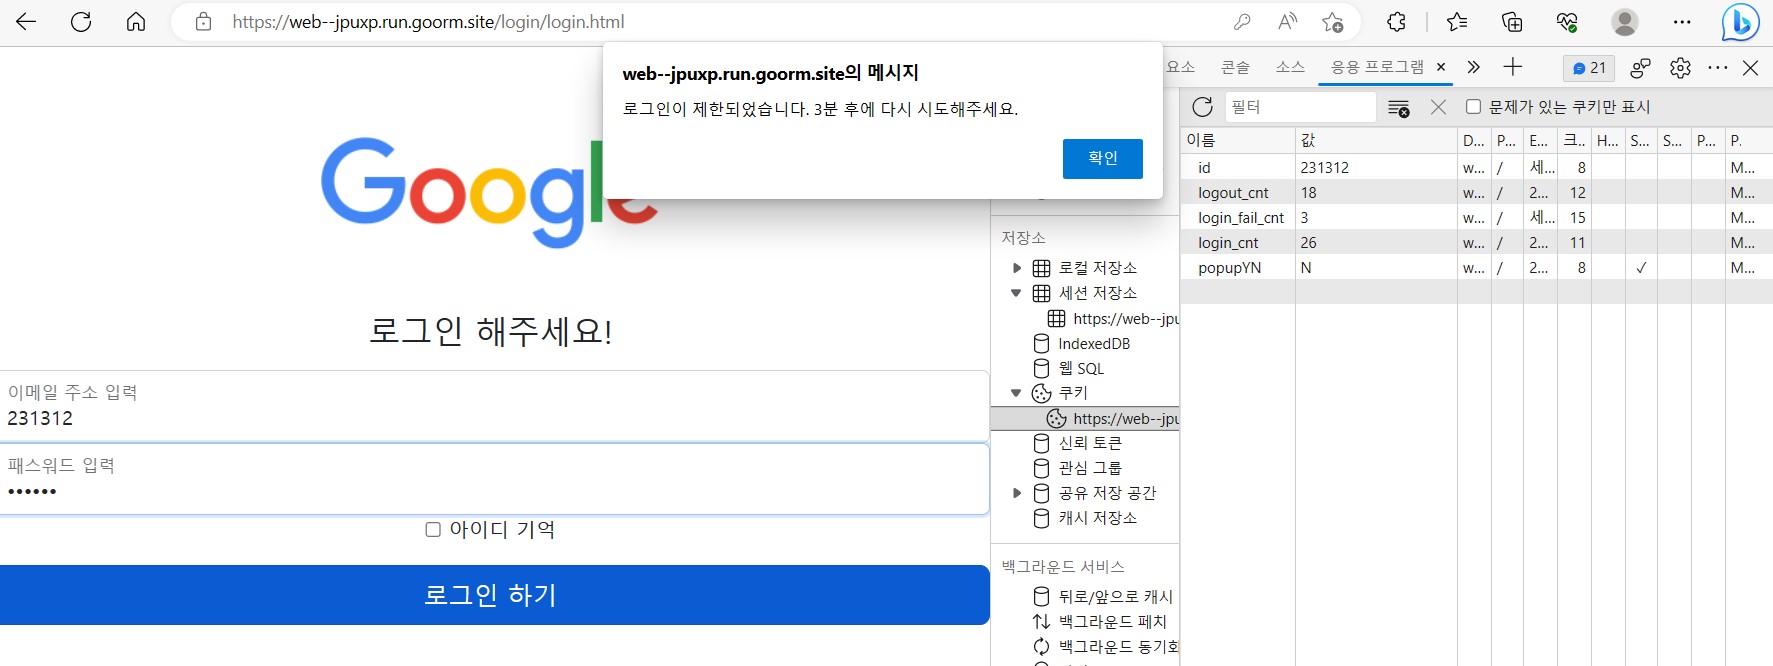 https://web--jpuxp.run.goorm.site/login/login.html
web--jpuxp.run.goorm.site의 메시지
로그인이 제한되었습니다. 3분 후에 다시 시도해주세요.
확인
Google
로그인 해주세요!
이메일 주소 입력
231312
패스워드 입력
••••••
아이디 기억
로그인 하기
요소
콘솔
소스
응용 프로그램
21
저장소
로컬 저장소
세션 저장소
https://web--jpu
IndexedDB
웹 SQL
쿠키
https://web--jpu
신뢰 토큰
관심 그룹
공유 저장 공간
캐시 저장소
백그라운드 서비스
뒤로/앞으로 캐시
백그라운드 페치
백그라운드 동기화
필터
문제가 있는 쿠키만 표시
이름 값 D... P... E... 크.. H... S... S... P... P.
id 231312 w... / 세... 8 M...
logout_cnt 18 w... / 2... 12 M...
login_fail_cnt 3 w... / 세... 15 M...
login_cnt 26 w... / 2... 11 M...
popupYN N w... / 2... 8 ✓ M...